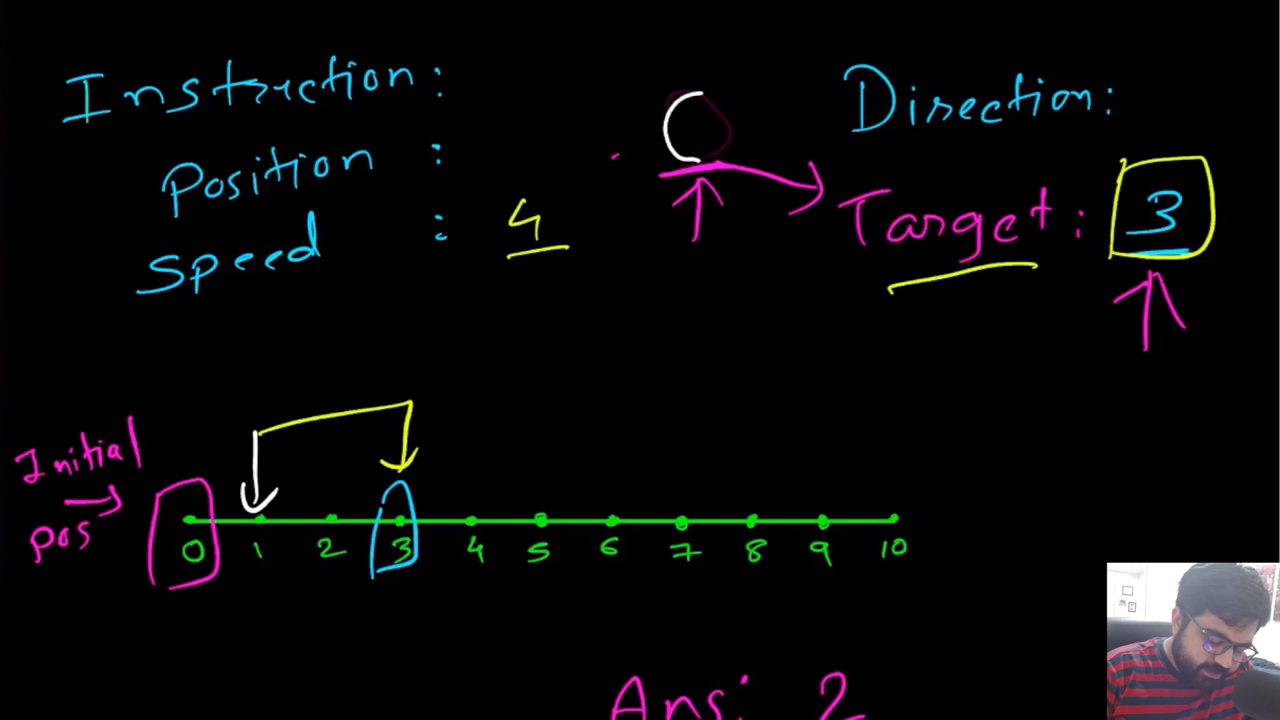 Instruction:
Position :
Speed : 4
Direction:
Target: 3
Initial
pos
0 1 2 3 4 5 6 7 8 9 10
Ans: 2